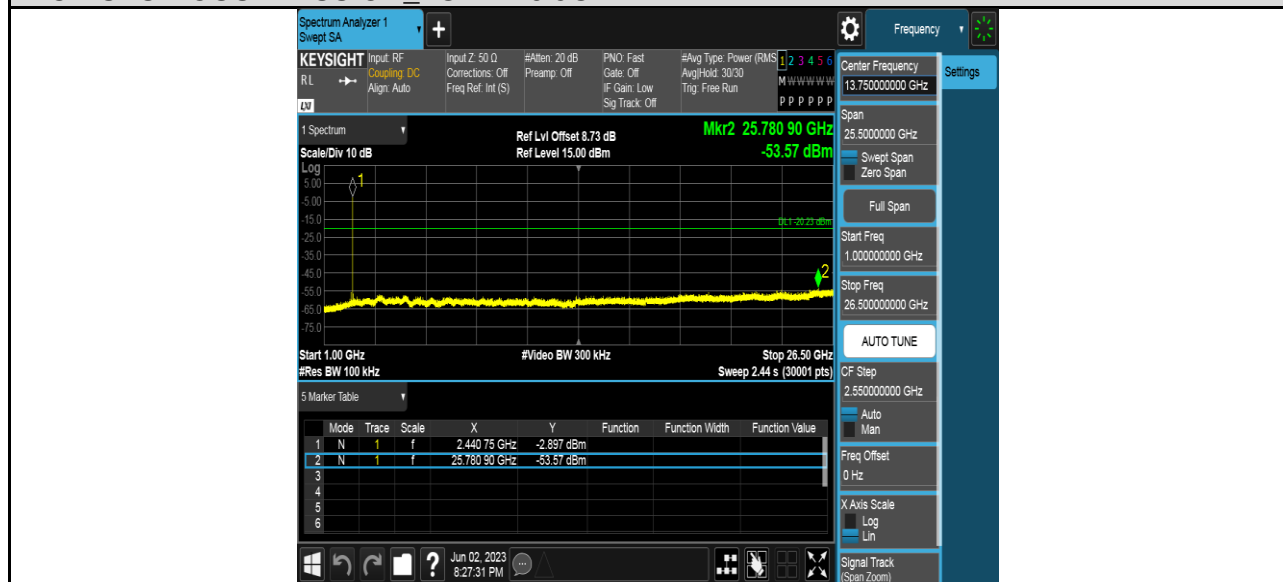 Spectrum Analyzer 1
Swept SA
+
Frequency
KEYSIGHT
RL
LXI
Input: RF
Coupling: DC
Align: Auto
Input Z: 50 Ω
Corrections: Off
Freq Ref: Int (S)
#Atten: 20 dB
Preamp: Off
PNO: Fast
Gate: Off
IF Gain: Low
Sig Track: Off
#Avg Type: Power (RMS
Avg|Hold: 30/30
Trig: Free Run
1 2 3 4 5 6
M W W W W W
P P P P P P
1 Spectrum
Ref Lvl Offset 8.73 dB
Mkr2 25.780 90 GHz
Scale/Div 10 dB
Ref Level 15.00 dBm
-53.57 dBm
Log
5.00
1
-5.00
-15.0
DL1 -20.23 dBm
-25.0
-35.0
-45.0
2
-55.0
-65.0
-75.0
Start 1.00 GHz
#Video BW 300 kHz
Stop 26.50 GHz
#Res BW 100 kHz
Sweep 2.44 s (30001 pts)
5 Marker Table
Mode Trace Scale X Y Function Function Width Function Value
1 N 1 f 2.440 75 GHz -2.897 dBm
2 N 1 f 25.780 90 GHz -53.57 dBm
3
4
5
6
?
Jun 02, 2023
8:27:31 PM
Center Frequency
13.750000000 GHz
Settings
Span
25.5000000 GHz
Swept Span
Zero Span
Full Span
Start Freq
1.000000000 GHz
Stop Freq
26.500000000 GHz
AUTO TUNE
CF Step
2.550000000 GHz
Auto
Man
Freq Offset
0 Hz
X Axis Scale
Log
Lin
Signal Track
(Span Zoom)